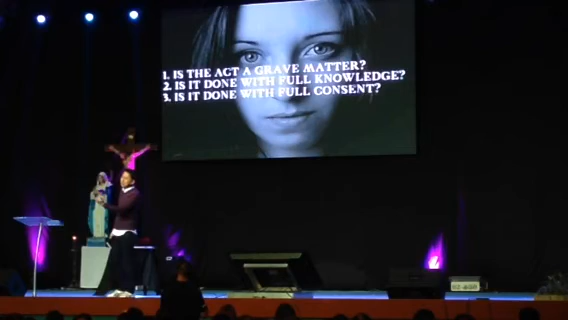 1. IS THE ACT A GRAVE MATTER?
2. IS IT DONE WITH FULL KNOWLEDGE?
3. IS IT DONE WITH FULL CONSENT?